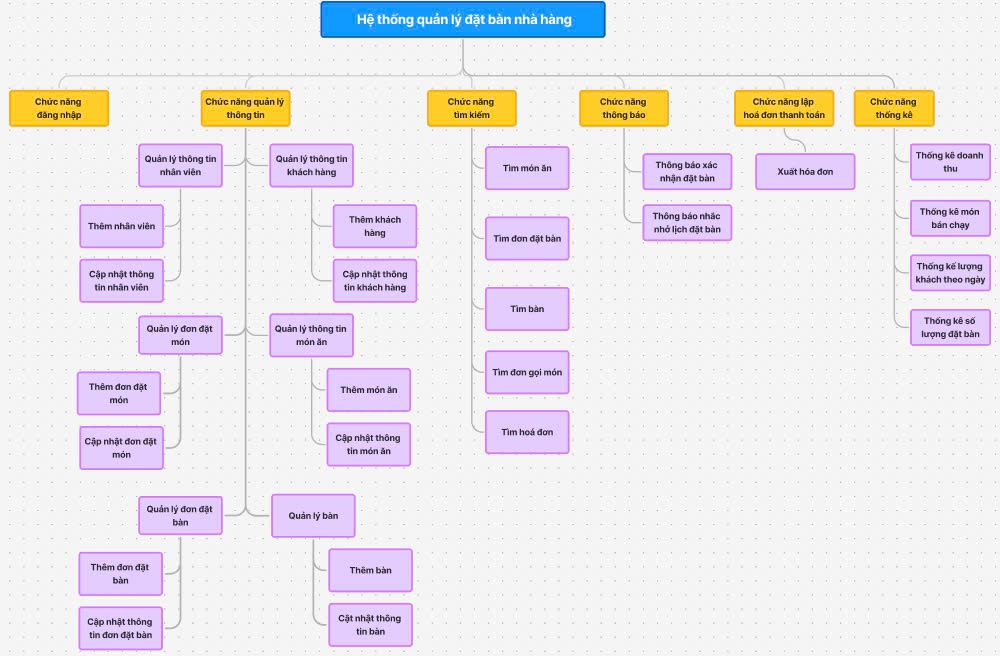 Hệ thống quản lý đặt bàn nhà hàng
Chức năng
đăng nhập
Chức năng quản lý
thông tin
Chức năng
tìm kiếm
Chức năng
thông báo
Chức năng lập
hoá đơn thanh toán
Chức năng
thống kê
Quản lý thông tin
nhân viên
Quản lý thông tin
khách hàng
Thêm nhân viên
Cập nhật thông
tin nhân viên
Thêm khách
hàng
Cập nhật thông
tin khách hàng
Quản lý đơn đặt
món
Quản lý thông tin
món ăn
Thêm đơn đặt
món
Cập nhật đơn đặt
món
Thêm món ăn
Cập nhật thông
tin món ăn
Quản lý đơn đặt
bàn
Quản lý bàn
Thêm đơn đặt
bàn
Cập nhật thông
tin đơn đặt bàn
Thêm bàn
Cật nhật thông
tin bàn
Tìm món ăn
Tìm đơn đặt bàn
Tìm bàn
Tìm đơn gọi món
Tìm hoá đơn
Thông báo xác
nhận đặt bàn
Thông báo nhắc
nhở lịch đặt bàn
Xuất hóa đơn
Thống kê doanh
thu
Thống kê món
bán chạy
Thống kế lượng
khách theo ngày
Thống kê số
lượng đặt bàn